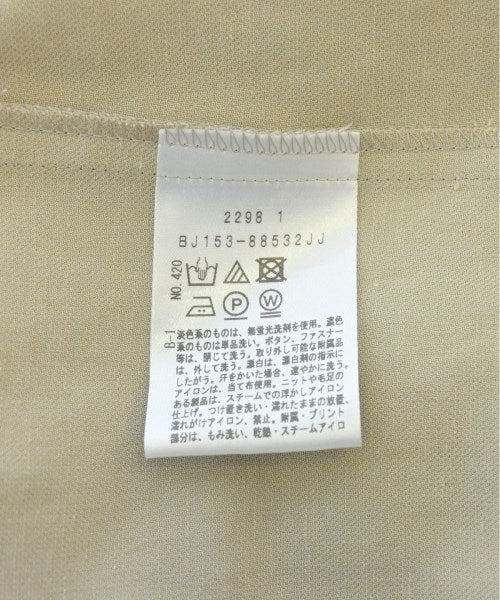 2298 1
BJ153-88532JJ
NO.420
P
W
B-1
淡色系のものは、無蛍光洗剤を使用。濃色
系のものは単品洗い。ボタン、ファスナー
等は、閉じて洗う。取り外し可能な附属品
は、外して洗う。漂白は、漂白剤の指示に
したがう。汗をかいた場合、速やかに洗う。
アイロンは、当て布使用。ニットや毛足の
ある製品は、スチームでの浮かしアイロン
仕上げ。つけ置き洗い・濡れたままの放置、
濡れがけアイロン、禁止。附属・プリント
部分は、もみ洗い、乾燥・スチームアイロ